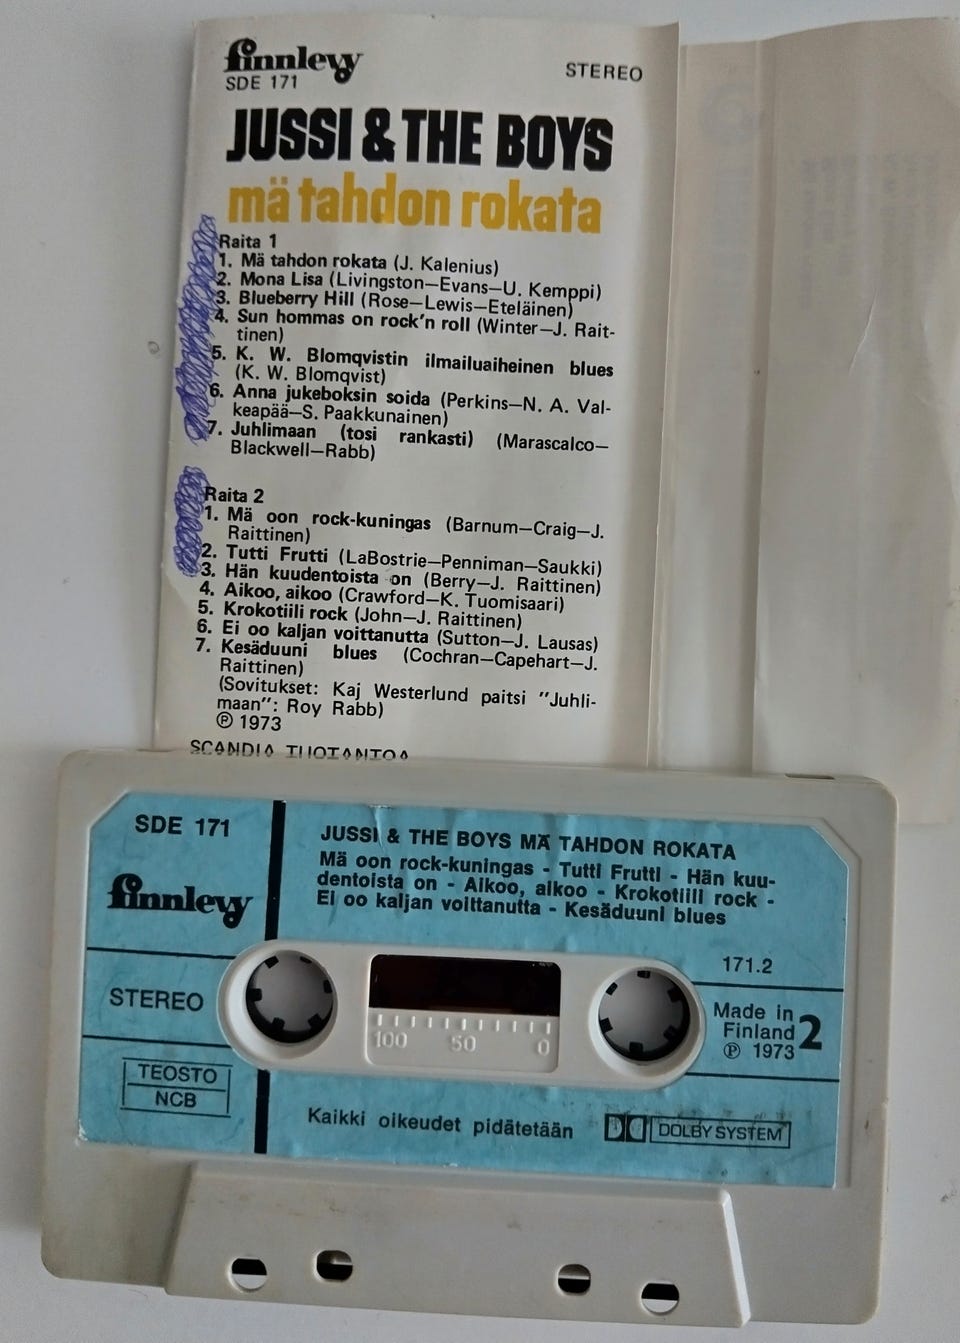 finnlevy
SDE 171
STEREO
JUSSI & THE BOYS
mä tahdon rokata
Raita 1
1. Mä tahdon rokata (J. Kalenius)
2. Mona Lisa (Livingston—Evans—U. Kemppi)
3. Blueberry Hill (Rose—Lewis—Eteläinen)
4. Sun hommas on rock'n roll (Winter—J. Rait-
tinen)
5. K. W. Blomqvistin ilmailuaiheinen blues
(K. W. Blomqvist)
6. Anna jukeboksin soida (Perkins—N. A. Val-
keapää—S. Paakkunainen)
7. Juhlimaan (tosi rankasti) (Marascalco—
Blackwell—Rabb)
Raita 2
1. Mä oon rock-kuningas (Barnum—Craig—J.
Raittinen)
2. Tutti Frutti (LaBostrie—Penniman—Saukki)
3. Hän kuudentoista on (Berry—J. Raittinen)
4. Aikoo, aikoo (Crawford—K. Tuomisaari)
5. Krokotiili rock (John—J. Raittinen)
6. Ei oo kaljan voittanutta (Sutton—J. Lausas)
7. Kesäduuni blues (Cochran—Capehart—J.
Raittinen)
(Sovitukset: Kaj Westerlund paitsi "Juhli-
maan": Roy Rabb)
℗ 1973
SCANDIA TUOTANTOA
SDE 171
finnlevy
STEREO
TEOSTO
NCB
JUSSI & THE BOYS MÄ TAHDON ROKATA
Mä oon rock-kuningas - Tutti Frutti - Hän kuu-
dentoista on - Aikoo, aikoo - Krokotiili rock -
Ei oo kaljan voittanutta - Kesäduuni blues
171.2
Made in
Finland 2
℗ 1973
100 50 0
Kaikki oikeudet pidätetään
DOLBY SYSTEM